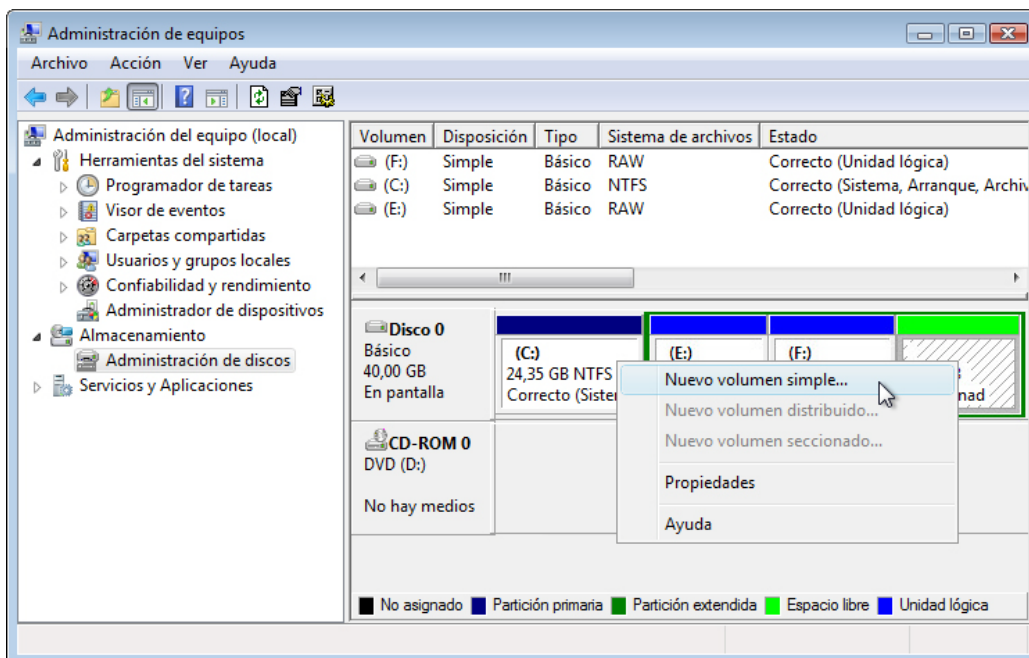 Administración de equipos
Archivo Acción Ver Ayuda
Administración del equipo (local)
Herramientas del sistema
Programador de tareas
Visor de eventos
Carpetas compartidas
Usuarios y grupos locales
Confiabilidad y rendimiento
Administrador de dispositivos
Almacenamiento
Administración de discos
Servicios y Aplicaciones
Volumen Disposición Tipo Sistema de archivos Estado
(F:) Simple Básico RAW Correcto (Unidad lógica)
(C:) Simple Básico NTFS Correcto (Sistema, Arranque, Archiv
(E:) Simple Básico RAW Correcto (Unidad lógica)
Disco 0
Básico
40,00 GB
En pantalla
(C:)
24,35 GB NTFS
Correcto (Sister
(E:)
(F:)
nad
Nuevo volumen simple...
Nuevo volumen distribuido...
Nuevo volumen seccionado...
Propiedades
Ayuda
CD-ROM 0
DVD (D:)
No hay medios
No asignado Partición primaria Partición extendida Espacio libre Unidad lógica